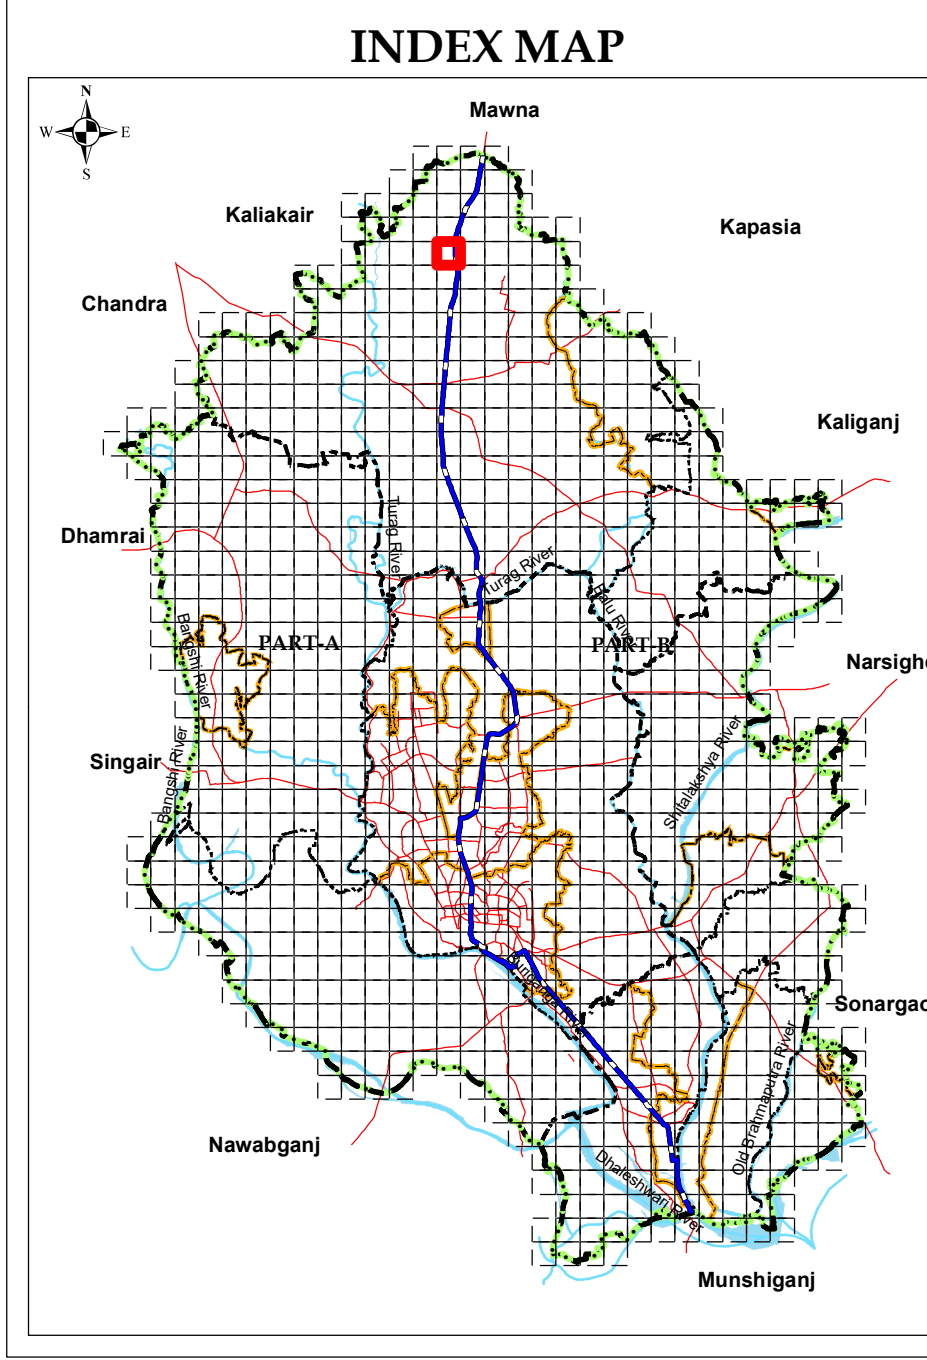 INDEX MAP
N
W E
S
Mawna
Kaliakair
Kapasia
Chandra
Kaliganj
Dhamrai
Turag River
Turag River
Balu River
Bangshi River
PART-A
PART-B
Narsigh
Shitalakshya River
Bangshi River
Singair
Buriganga River
Sonargao
Old Brahmaputra River
Nawabganj
Dhaleshwari River
Munshiganj